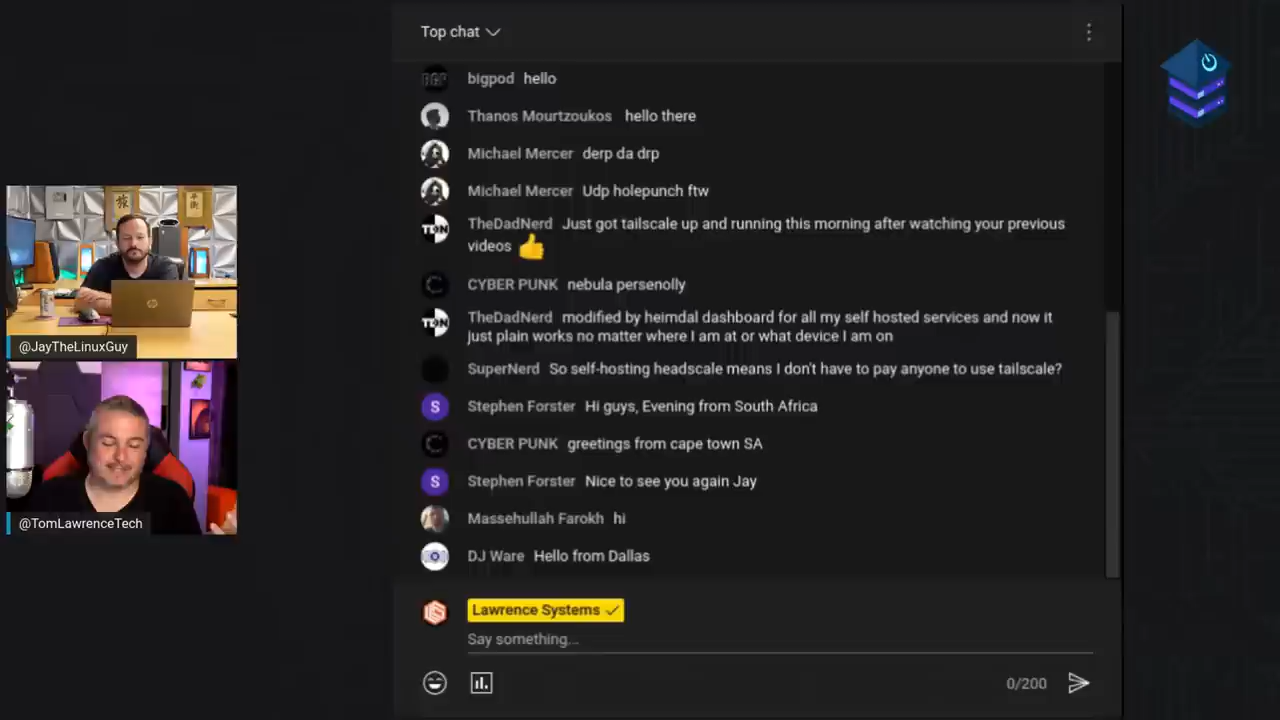 Top chat
bigpod hello
Thanos Mourtzoukos hello there
Michael Mercer derp da drp
Michael Mercer Udp holepunch ftw
TheDadNerd Just got tailscale up and running this morning after watching your previous
videos
CYBER PUNK nebula personolly
TheDadNerd modified by heimdal dashboard for all my self hosted services and now it
just plain works no matter where I am at or what device I am on
SuperNerd So self-hosting headscale means I don't have to pay anyone to use tailscale?
Stephen Forster Hi guys, Evening from South Africa
CYBER PUNK greetings from cape town SA
Stephen Forster Nice to see you again Jay
Massehullah Farokh hi
DJ Ware Hello from Dallas
Lawrence Systems
Say something...
0/200
@JayTheLinuxGuy
@TomLawrenceTech
S
S
TDN
TDN